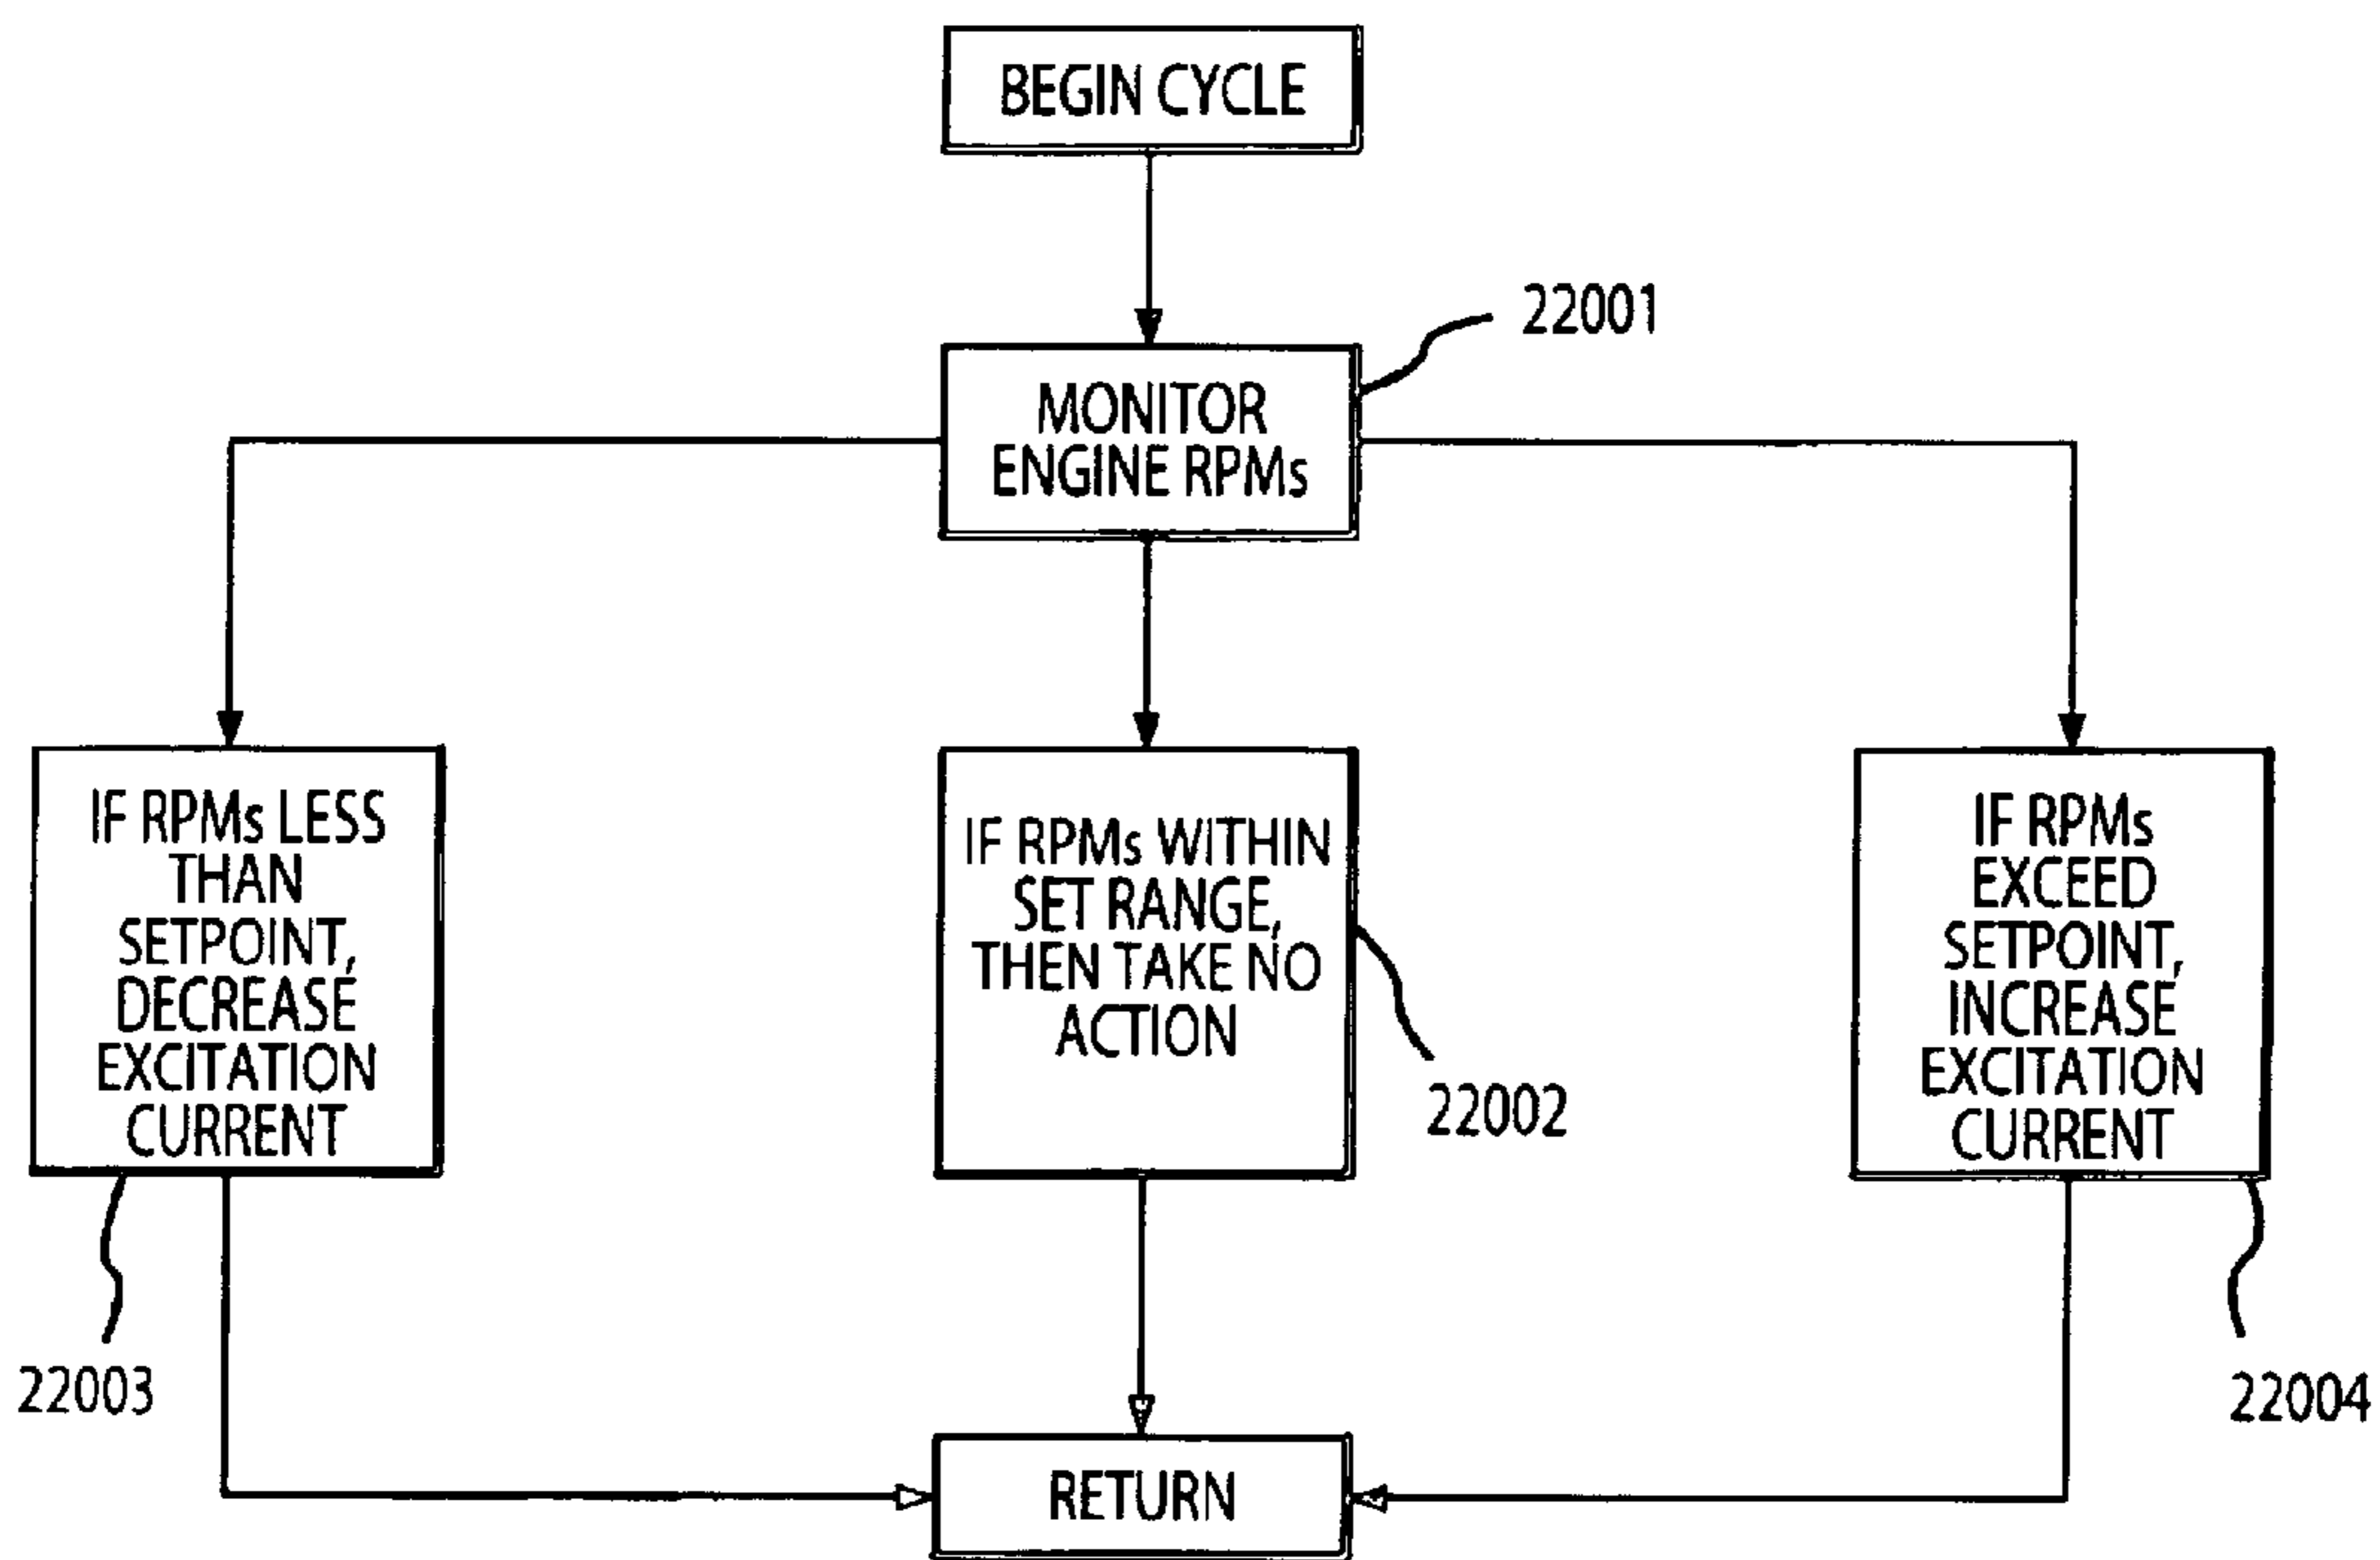 BEGIN CYCLE
22001
MONITOR
ENGINE RPMs
IF RPMs LESS
THAN
SETPOINT,
DECREASE
EXCITATION
CURRENT
22003
IF RPMs WITHIN
SET RANGE,
THEN TAKE NO
ACTION
22002
IF RPMs
EXCEED
SETPOINT,
INCREASE
EXCITATION
CURRENT
22004
RETURN